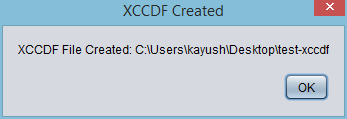 XCCDF Created
XCCDF File Created: C:\Users\kayush\Desktop\test-xccdf
OK